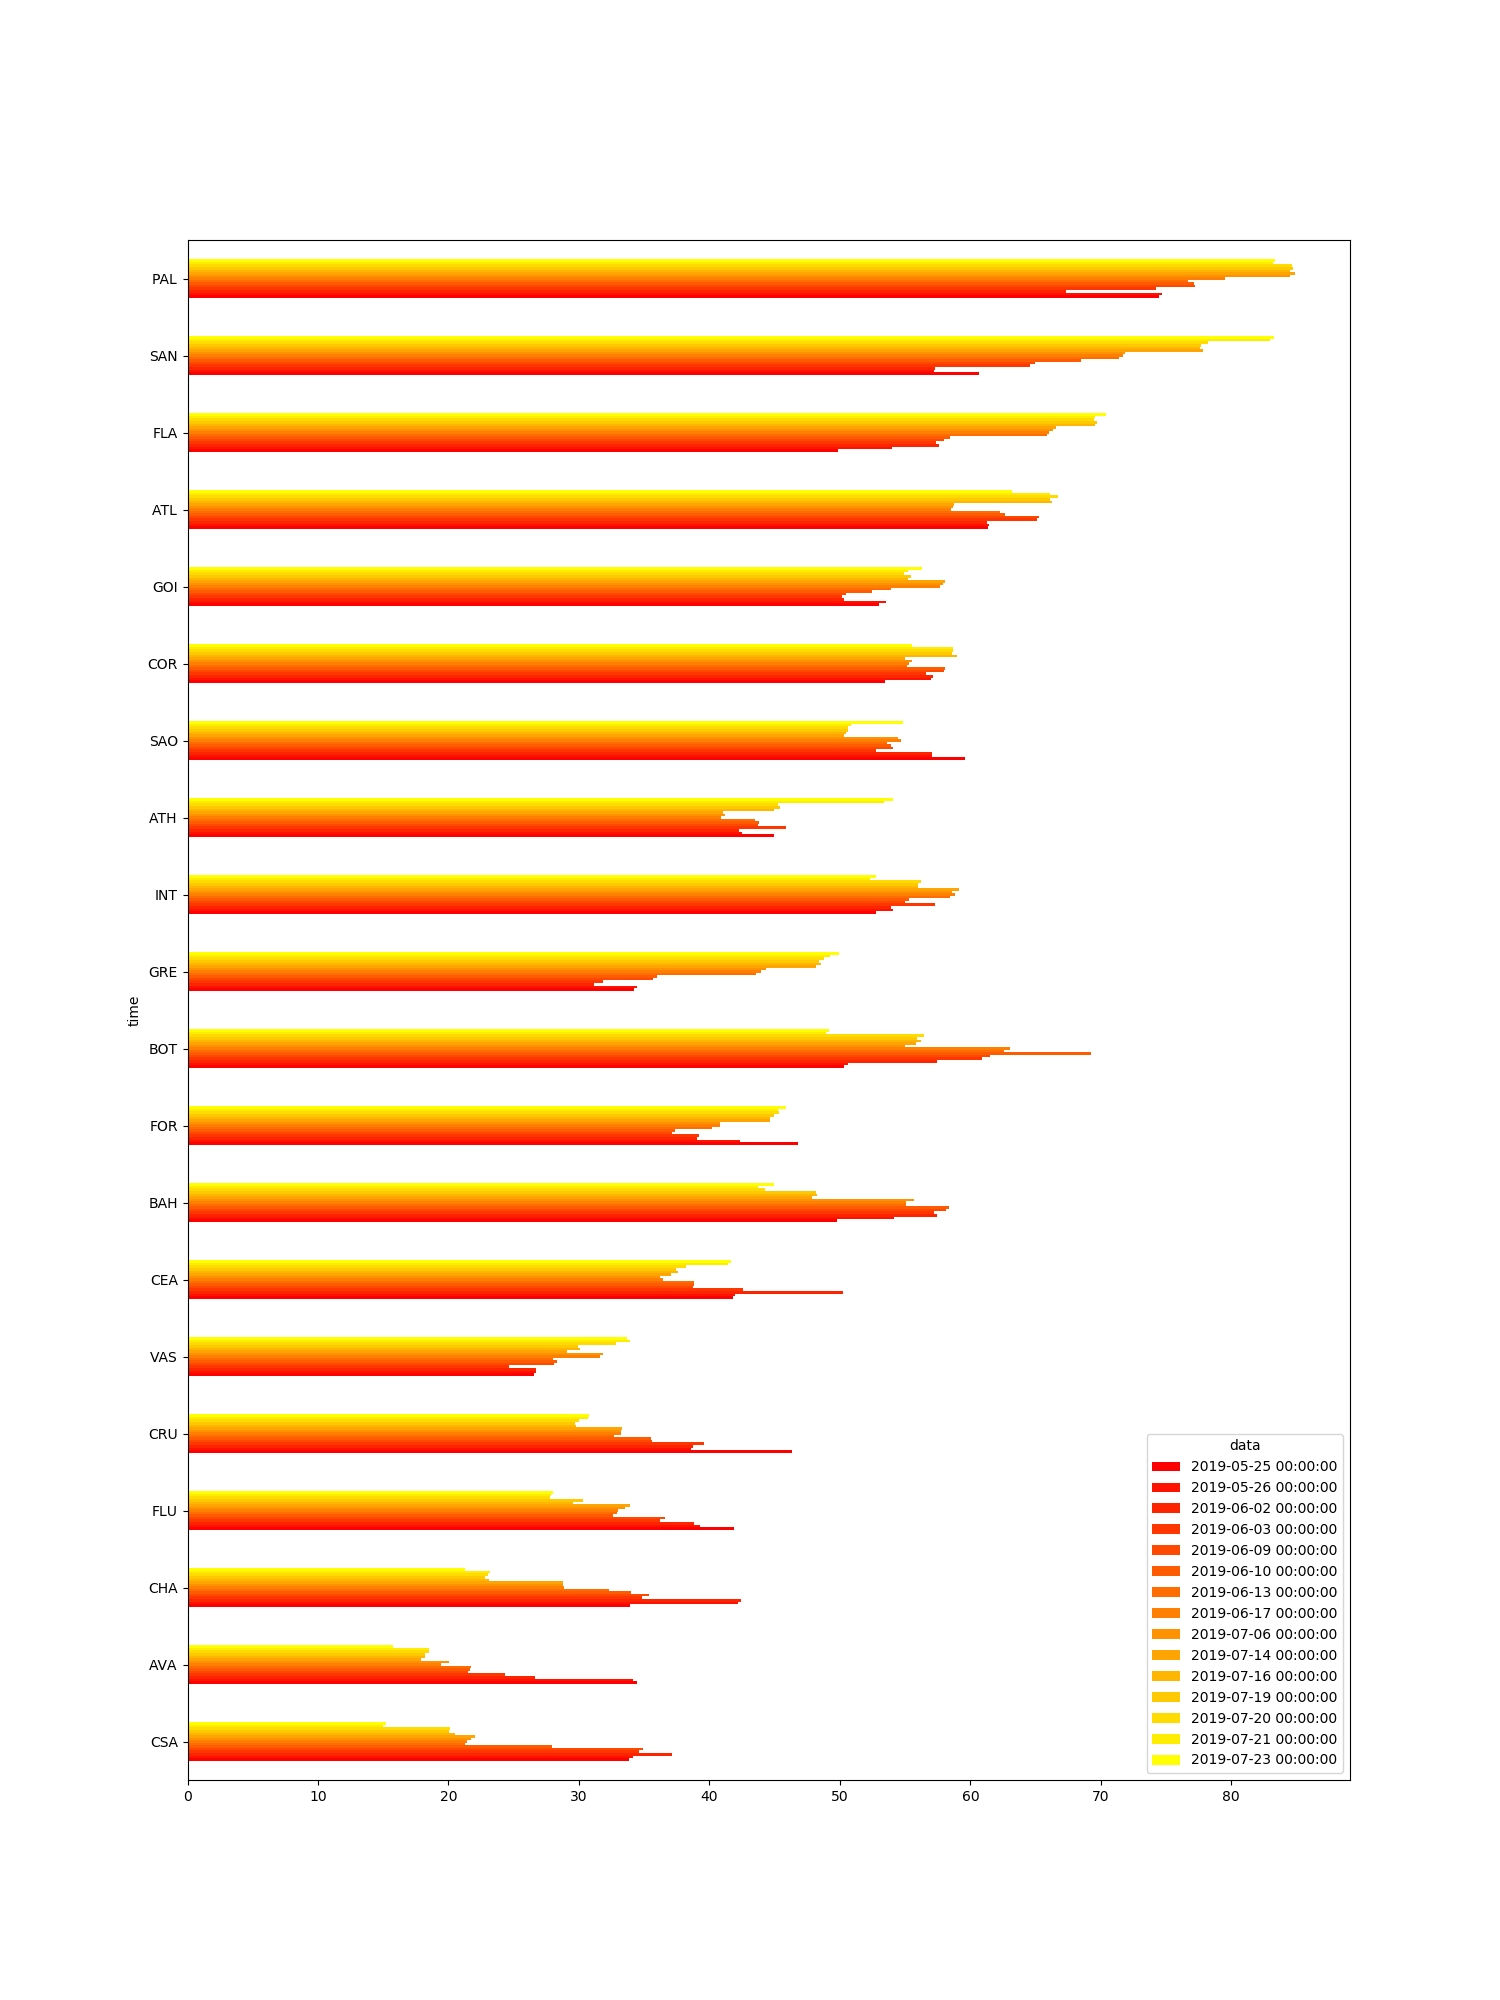 PAL
SAN
FLA
ATL
GOI
COR
SAO
ATH
INT
GRE
time
BOT
FOR
BAH
CEA
VAS
CRU
FLU
CHA
AVA
CSA
data
2019-05-25 00:00:00
2019-05-26 00:00:00
2019-06-02 00:00:00
2019-06-03 00:00:00
2019-06-09 00:00:00
2019-06-10 00:00:00
2019-06-13 00:00:00
2019-06-17 00:00:00
2019-07-06 00:00:00
2019-07-14 00:00:00
2019-07-16 00:00:00
2019-07-19 00:00:00
2019-07-20 00:00:00
2019-07-21 00:00:00
2019-07-23 00:00:00
0 10 20 30 40 50 60 70 80